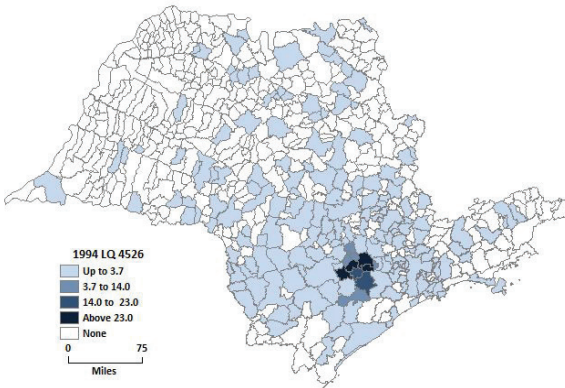 1994 LQ 4526
Up to 3.7
3.7 to 14.0
14.0 to 23.0
Above 23.0
None
0 75
Miles